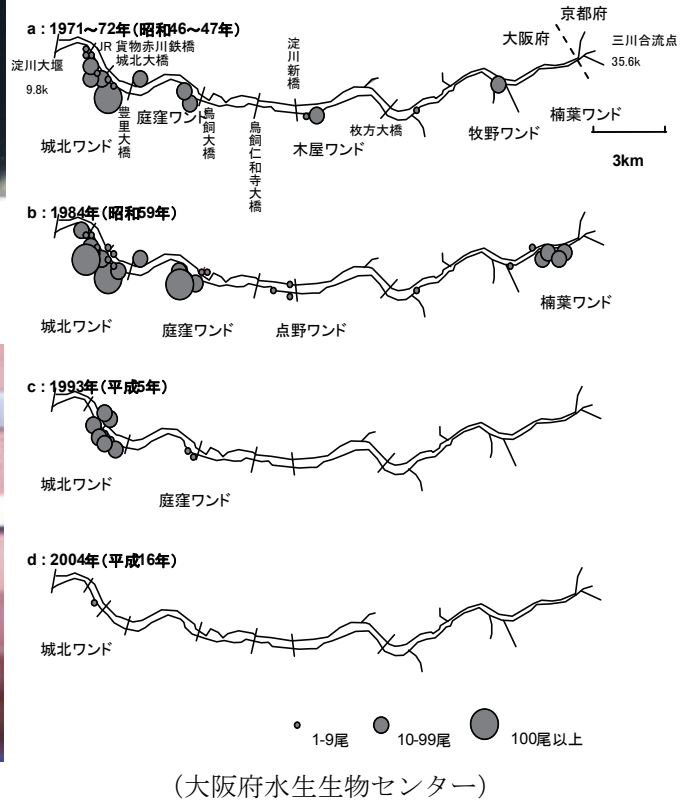 a : 1971～72年（昭和46～47年）
京都府
大阪府
三川合流点
35.6k
JR 貨物赤川鉄橋
城北大橋
淀川大堰
9.8k
淀川新橋
豊里大橋
庭窪ワンド
鳥飼大橋
鳥飼仁和寺大橋
木屋ワンド
枚方大橋
牧野ワンド
楠葉ワンド
城北ワンド
3km
b : 1984年（昭和59年）
城北ワンド
庭窪ワンド
点野ワンド
楠葉ワンド
c : 1993年（平成5年）
城北ワンド
庭窪ワンド
d : 2004年（平成16年）
城北ワンド
1-9尾
10-99尾
100尾以上
（大阪府水生生物センター）